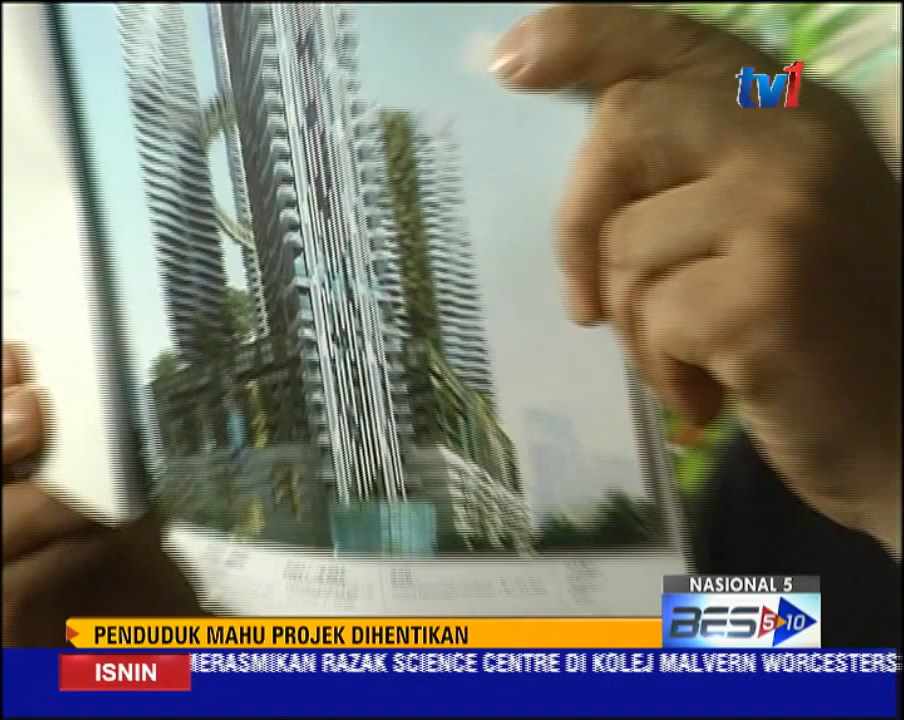 tv1
NASIONAL 5
BES 5 10
PENDUDUK MAHU PROJEK DIHENTIKAN
ISNIN
MERASMIKAN RAZAK SCIENCE CENTRE DI KOLEJ MALVERN WORCESTERS